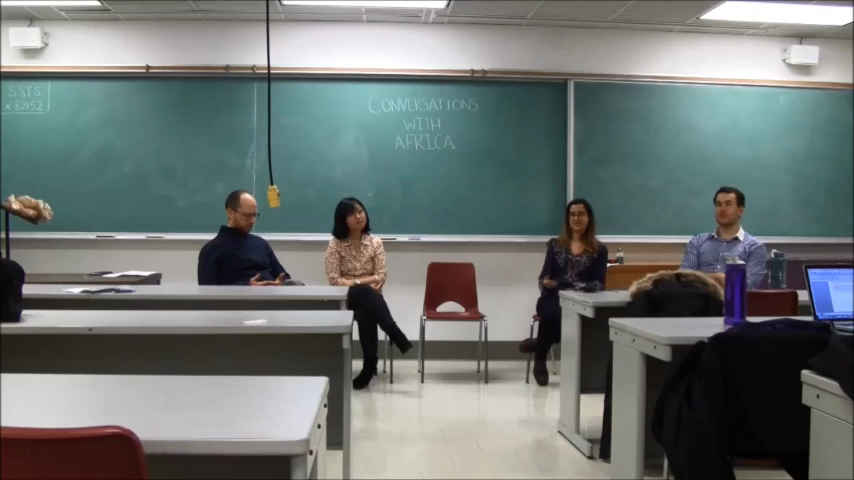 SSTS
x 82152
CONVERSATIONS
WITH
AFRICA